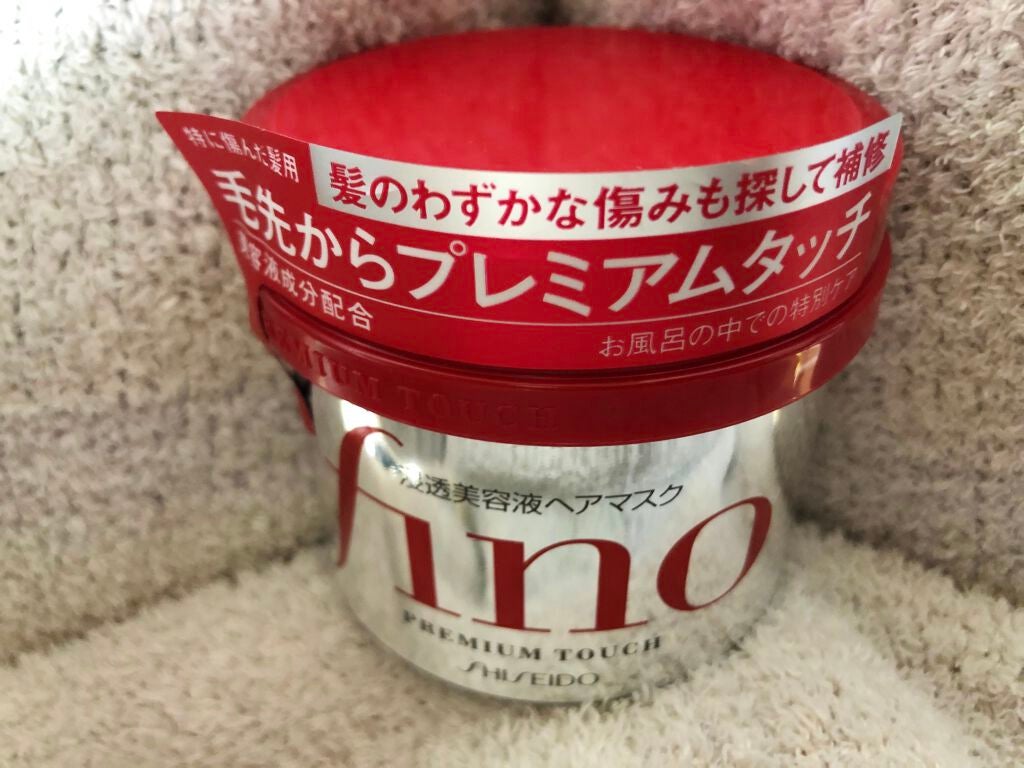 特に傷んだ髪用
髪のわずかな傷みも探して補修
毛先からプレミアムタッチ
美容液成分配合
お風呂の中での特別ケア
PREMIUM TOUCH
浸透美容液ヘアマスク
fino
PREMIUM TOUCH
SHISEIDO